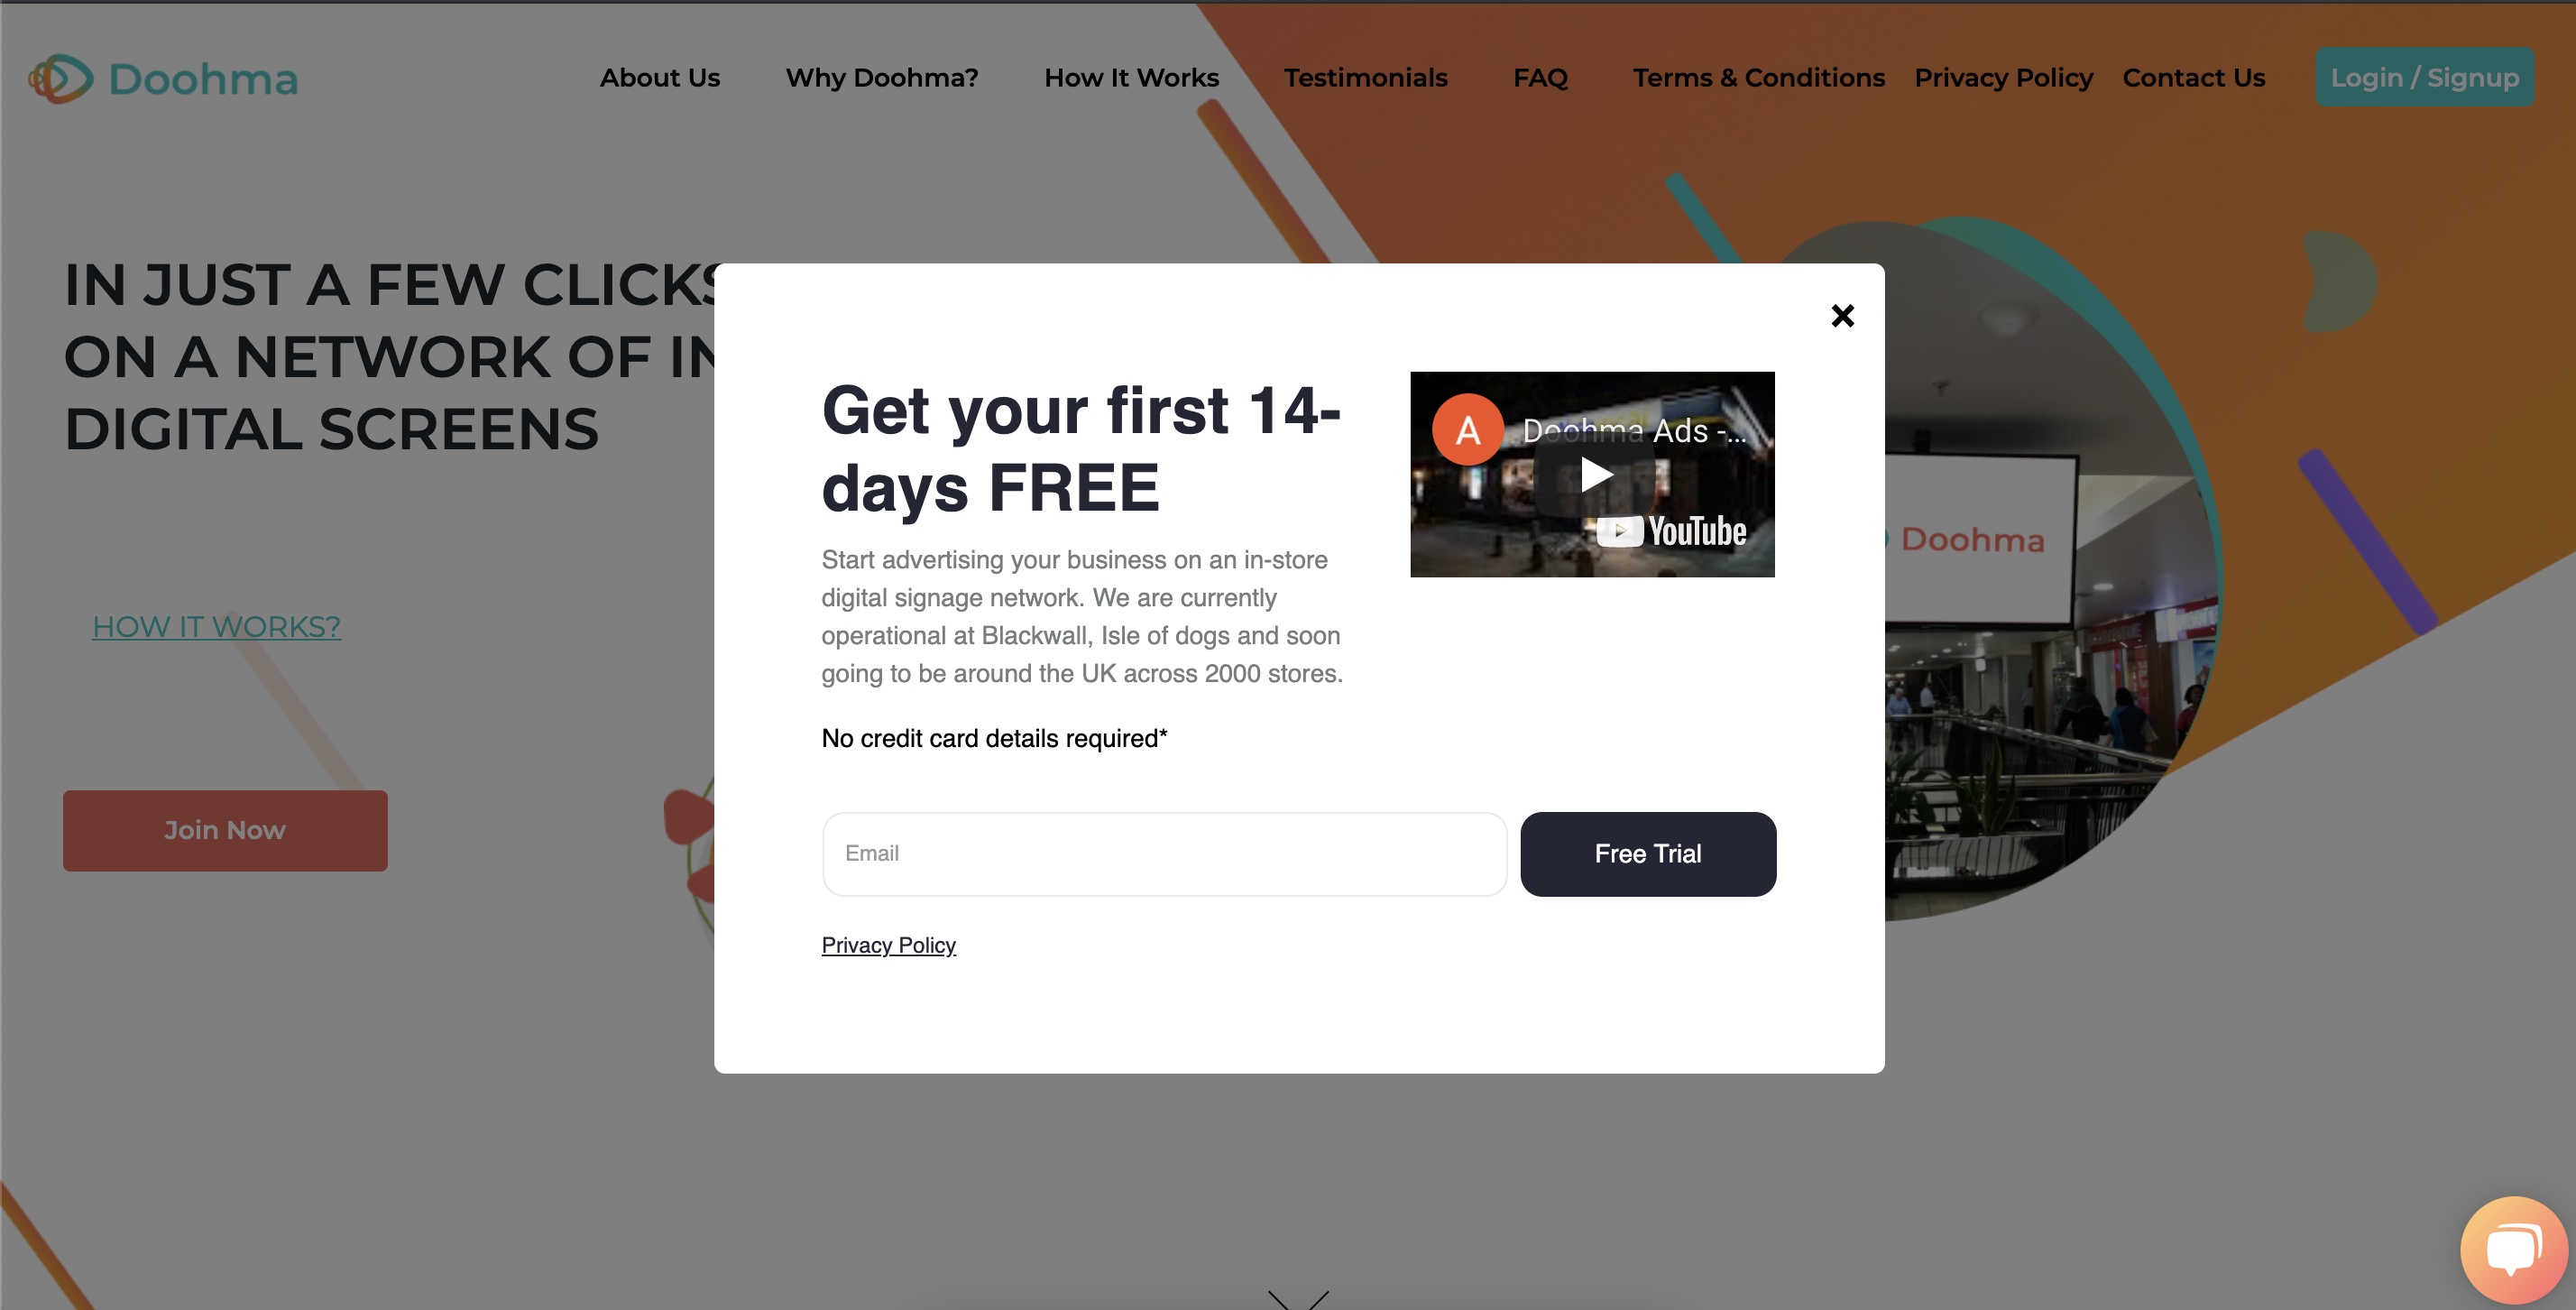 Doohma
About Us
Why Doohma?
How It Works
Testimonials
FAQ
Terms & Conditions
Privacy Policy
Contact Us
Login / Signup
IN JUST A FEW CLICKS
ON A NETWORK OF IN
DIGITAL SCREENS
HOW IT WORKS?
Join Now
Get your first 14-
days FREE
Start advertising your business on an in-store
digital signage network. We are currently
operational at Blackwall, Isle of dogs and soon
going to be around the UK across 2000 stores.
No credit card details required*
Email
Free Trial
Privacy Policy
A
Doohma Ads -...
YouTube
Doohma